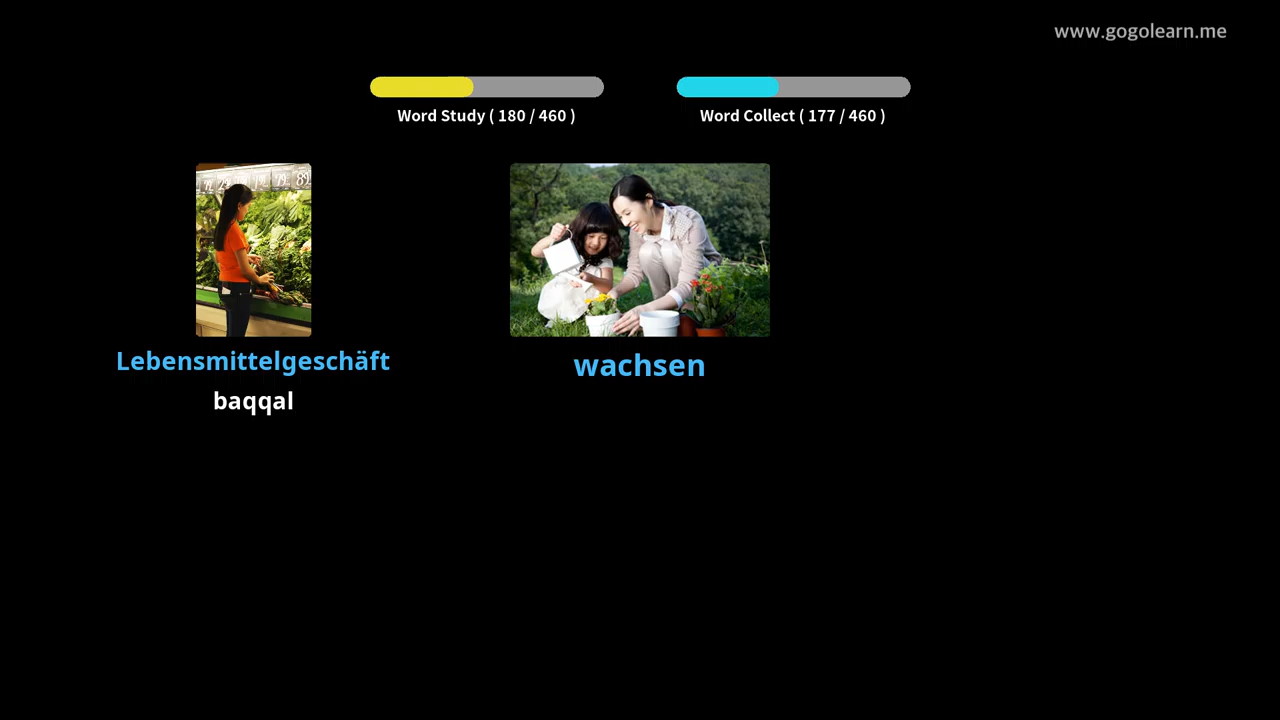 www.gogolearn.me
Word Study ( 180 / 460 )
Word Collect ( 177 / 460 )
Lebensmittelgeschäft
baqqal
wachsen